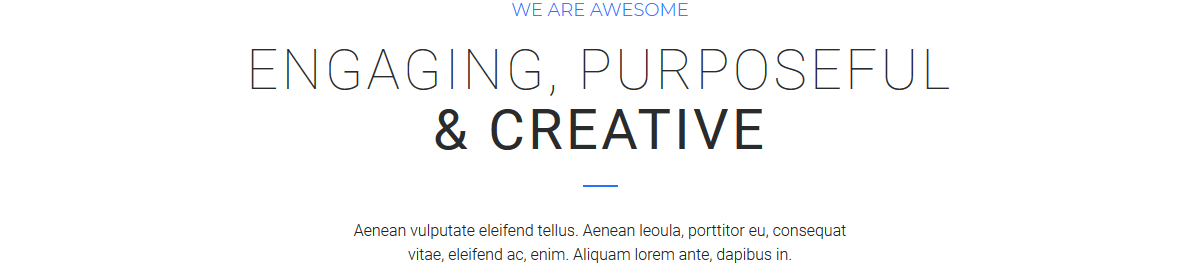 WE ARE AWESOME
ENGAGING, PURPOSEFUL
& CREATIVE
Aenean vulputate eleifend tellus. Aenean leoula, porttitor eu, consequat
vitae, eleifend ac, enim. Aliquam lorem ante, dapibus in.